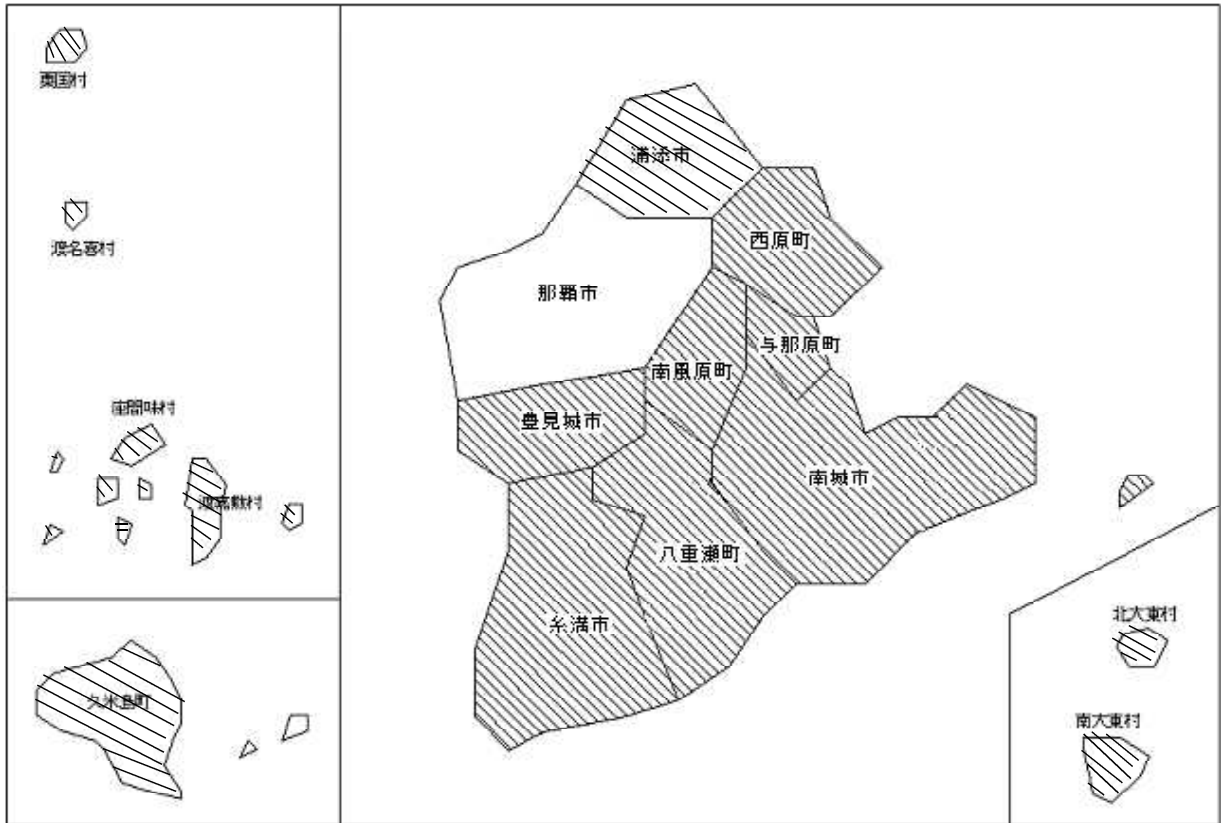 粟国村
渡名喜村
座間味村
渡嘉敷村
久米島町
浦添市
西原町
那覇市
与那原町
南風原町
豊見城市
南城市
八重瀬町
糸満市
北大東村
南大東村